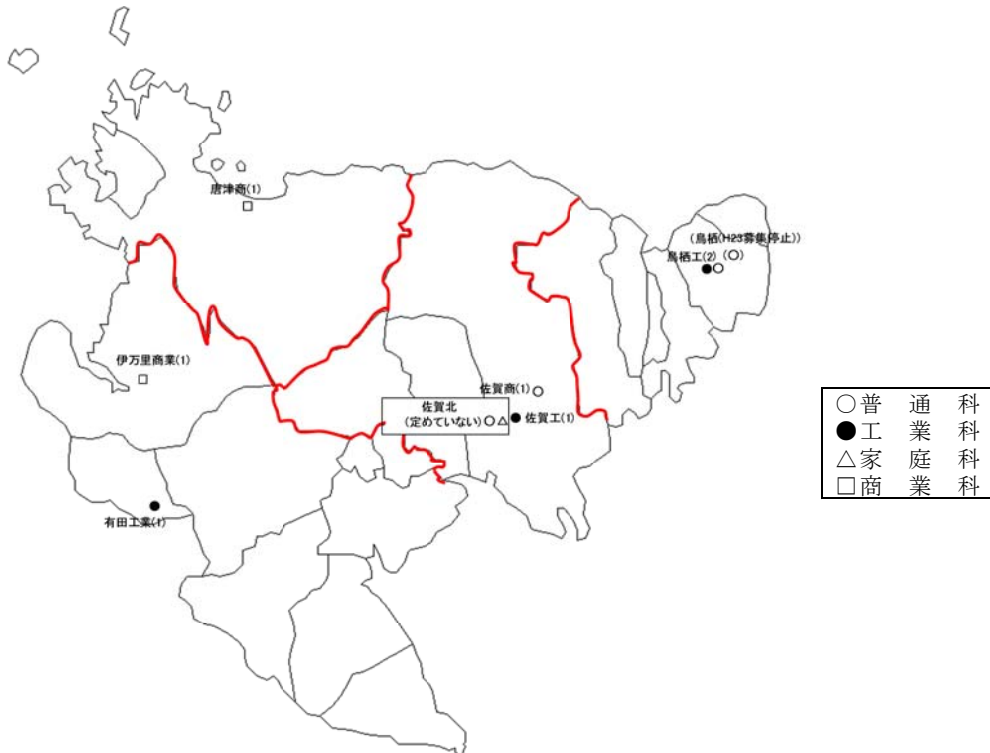 唐津商(1)
□
(鳥栖(H23募集停止))
鳥栖工(2) (○)
●○
伊万里商業(1)
□
佐賀商(1) ○
佐賀北
(定めていない)○△
● 佐賀工(1)
●
有田工業(1)
○普通科
●工業科
△家庭科
□商業科